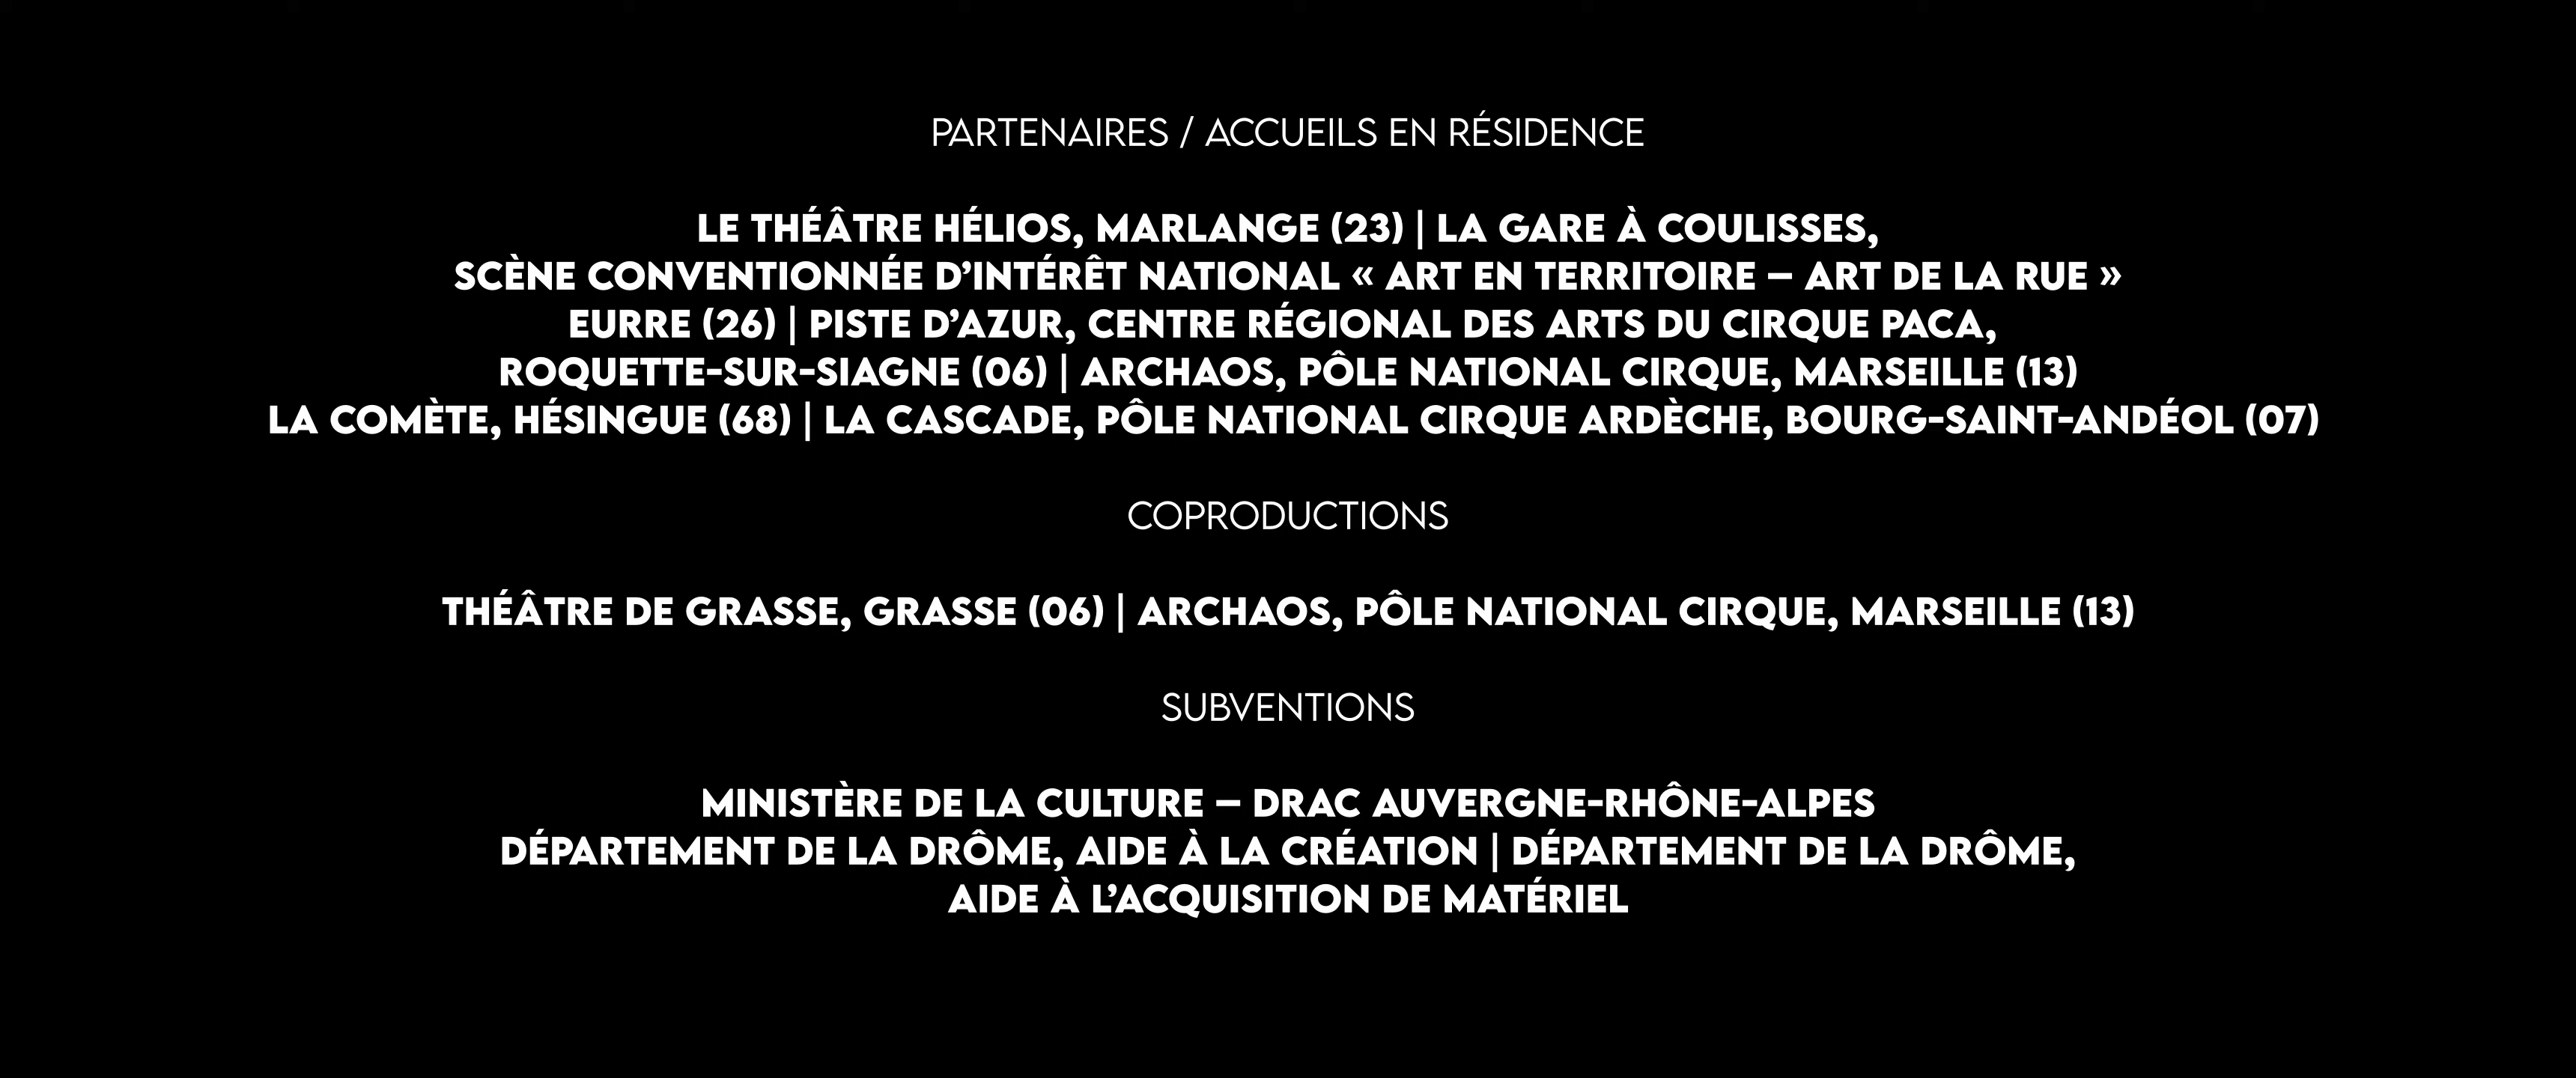 PARTENAIRES / ACCUEILS EN RÉSIDENCE
LE THÉÂTRE HÉLIOS, MARLANGE (23) | LA GARE À COULISSES,
SCÈNE CONVENTIONNÉE D’INTÉRÊT NATIONAL « ART EN TERRITOIRE – ART DE LA RUE »
EURRE (26) | PISTE D’AZUR, CENTRE RÉGIONAL DES ARTS DU CIRQUE PACA,
ROQUETTE-SUR-SIAGNE (06) | ARCHAOS, PÔLE NATIONAL CIRQUE, MARSEILLE (13)
LA COMÈTE, HÉSINGUE (68) | LA CASCADE, PÔLE NATIONAL CIRQUE ARDÈCHE, BOURG-SAINT-ANDÉOL (07)
COPRODUCTIONS
THÉÂTRE DE GRASSE, GRASSE (06) | ARCHAOS, PÔLE NATIONAL CIRQUE, MARSEILLE (13)
SUBVENTIONS
MINISTÈRE DE LA CULTURE – DRAC AUVERGNE-RHÔNE-ALPES
DÉPARTEMENT DE LA DRÔME, AIDE À LA CRÉATION | DÉPARTEMENT DE LA DRÔME,
AIDE À L’ACQUISITION DE MATÉRIEL